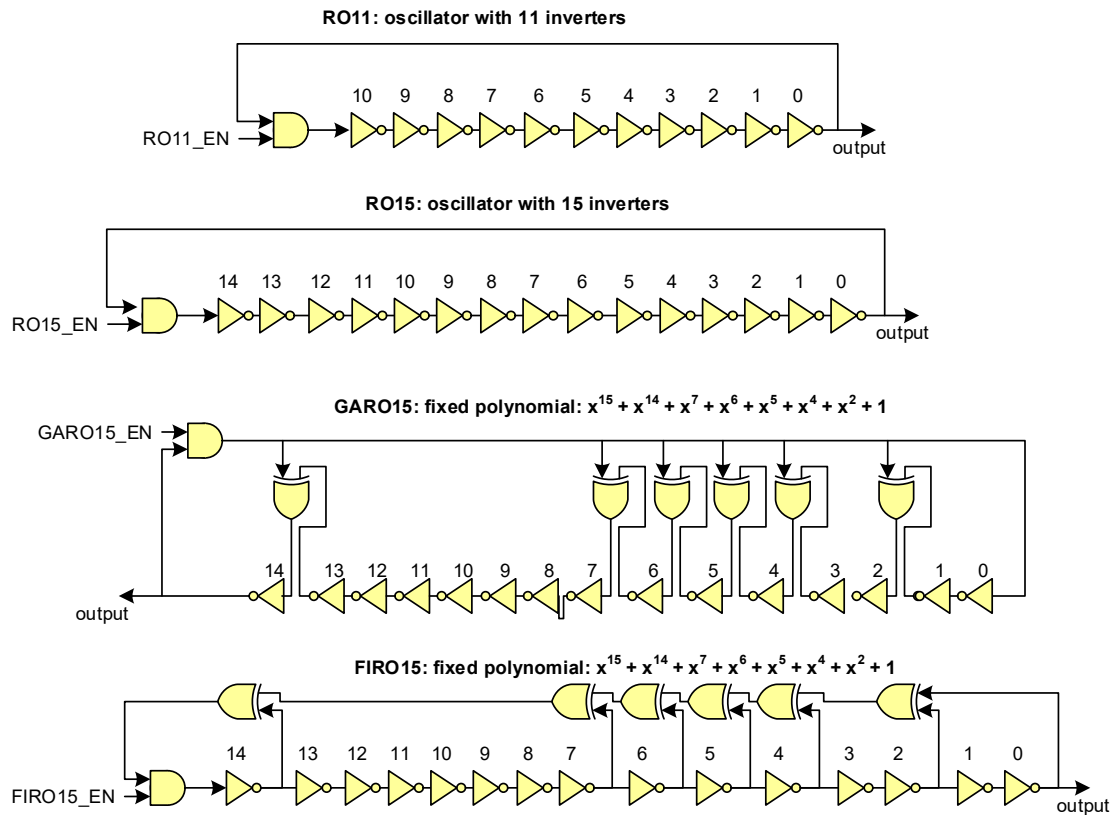 RO11: oscillator with 11 inverters
10 9 8 7 6 5 4 3 2 1 0
RO11_EN
output
RO15: oscillator with 15 inverters
14 13 12 11 10 9 8 7 6 5 4 3 2 1 0
RO15_EN
output
GARO15: fixed polynomial: x¹⁵ + x¹⁴ + x⁷ + x⁶ + x⁵ + x⁴ + x² + 1
GARO15_EN
14 13 12 11 10 9 8 7 6 5 4 3 2 1 0
output
FIRO15: fixed polynomial: x¹⁵ + x¹⁴ + x⁷ + x⁶ + x⁵ + x⁴ + x² + 1
14 13 12 11 10 9 8 7 6 5 4 3 2 1 0
FIRO15_EN
output